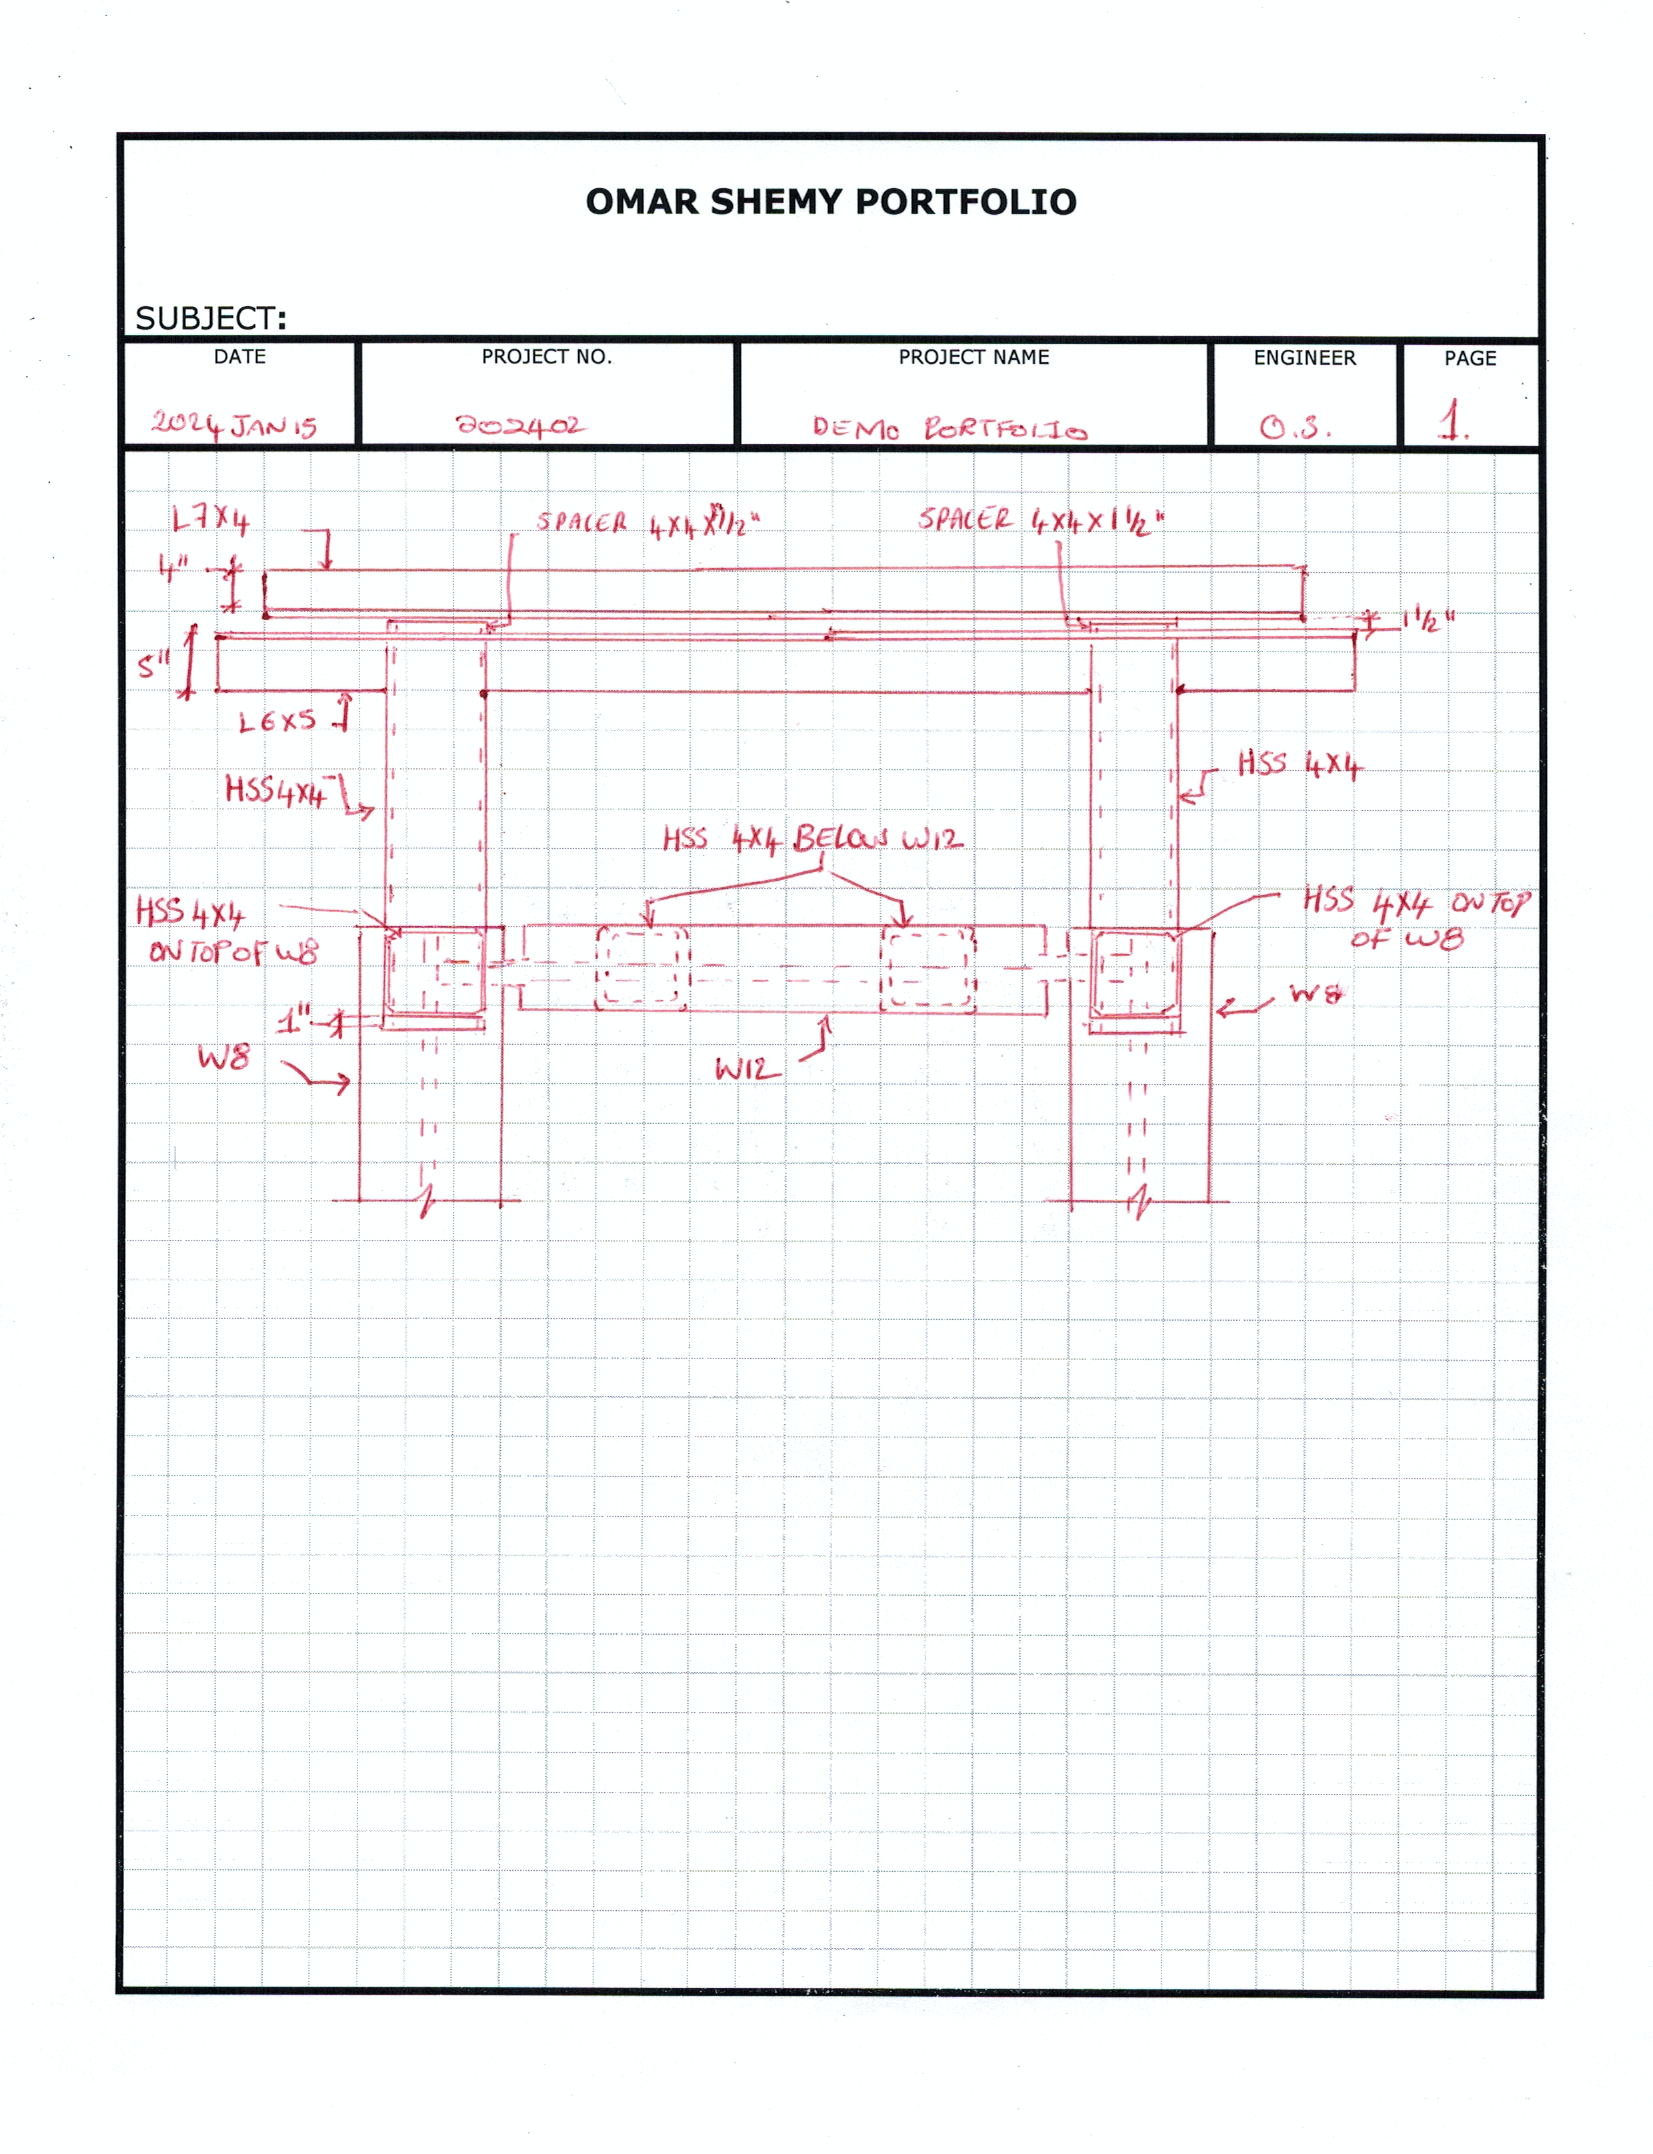 OMAR SHEMY PORTFOLIO
SUBJECT:
DATE
PROJECT NO.
PROJECT NAME
ENGINEER
PAGE
2024 JAN 15
202402
DEMO PORTFOLIO
O.S.
1.
L7X4
SPACER 4X4X1½"
SPACER 4X4X1½"
4"
1½"
5"
L6X5
HSS4X4
HSS 4X4
HSS 4X4 BELOW W12
HSS 4X4
ON TOP OF W8
HSS 4X4 ON TOP
OF W8
1"
W8
W8
W12